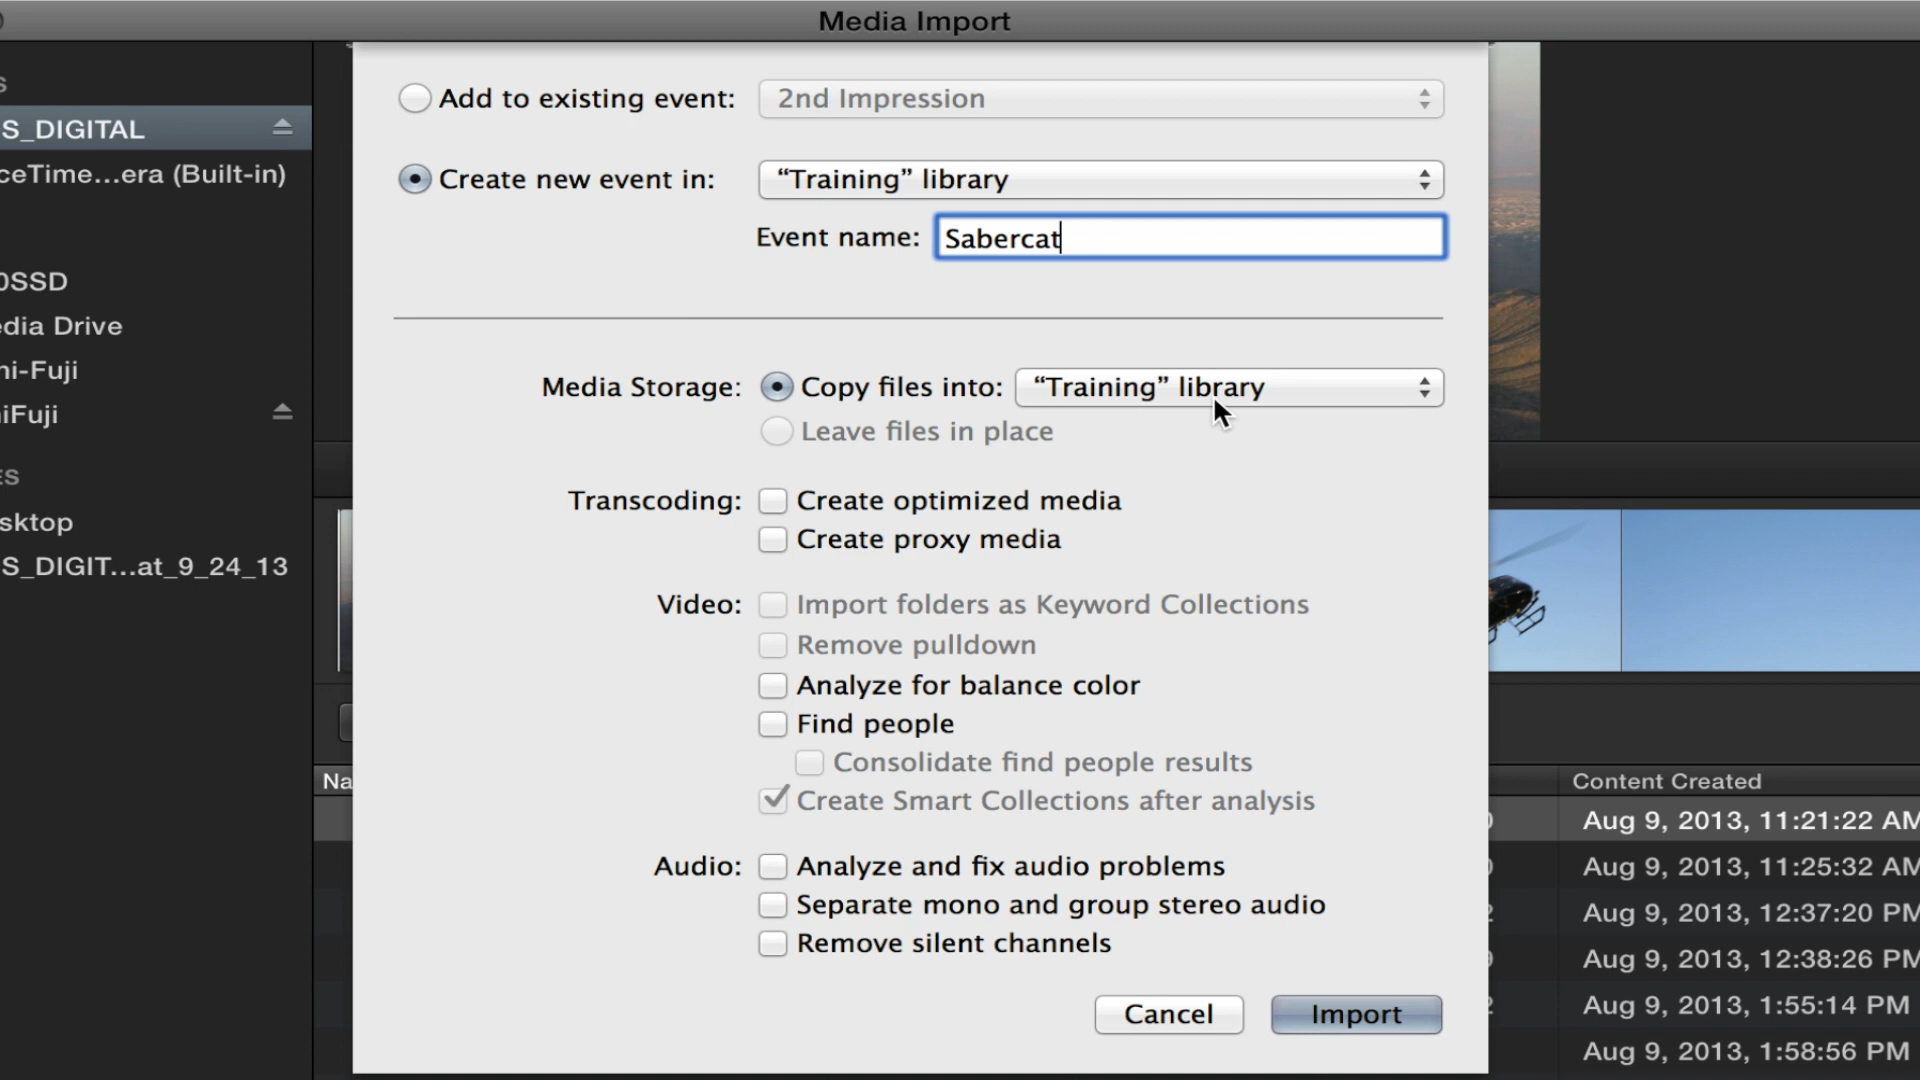 Media Import
Add to existing event: 2nd Impression
S_DIGITAL
ceTime...era (Built-in)
Create new event in: “Training” library
Event name: Sabercat
0SSD
edia Drive
ni-Fuji
iFuji
Media Storage: Copy files into: “Training” library
Leave files in place
ES
sktop
S_DIGIT...at_9_24_13
Transcoding: Create optimized media
Create proxy media
Video: Import folders as Keyword Collections
Remove pulldown
Analyze for balance color
Find people
Consolidate find people results
Create Smart Collections after analysis
Na
Content Created
Aug 9, 2013, 11:21:22 AM
Aug 9, 2013, 11:25:32 AM
Aug 9, 2013, 12:37:20 PM
Aug 9, 2013, 12:38:26 PM
Aug 9, 2013, 1:55:14 PM
Aug 9, 2013, 1:58:56 PM
Audio: Analyze and fix audio problems
Separate mono and group stereo audio
Remove silent channels
Cancel
Import